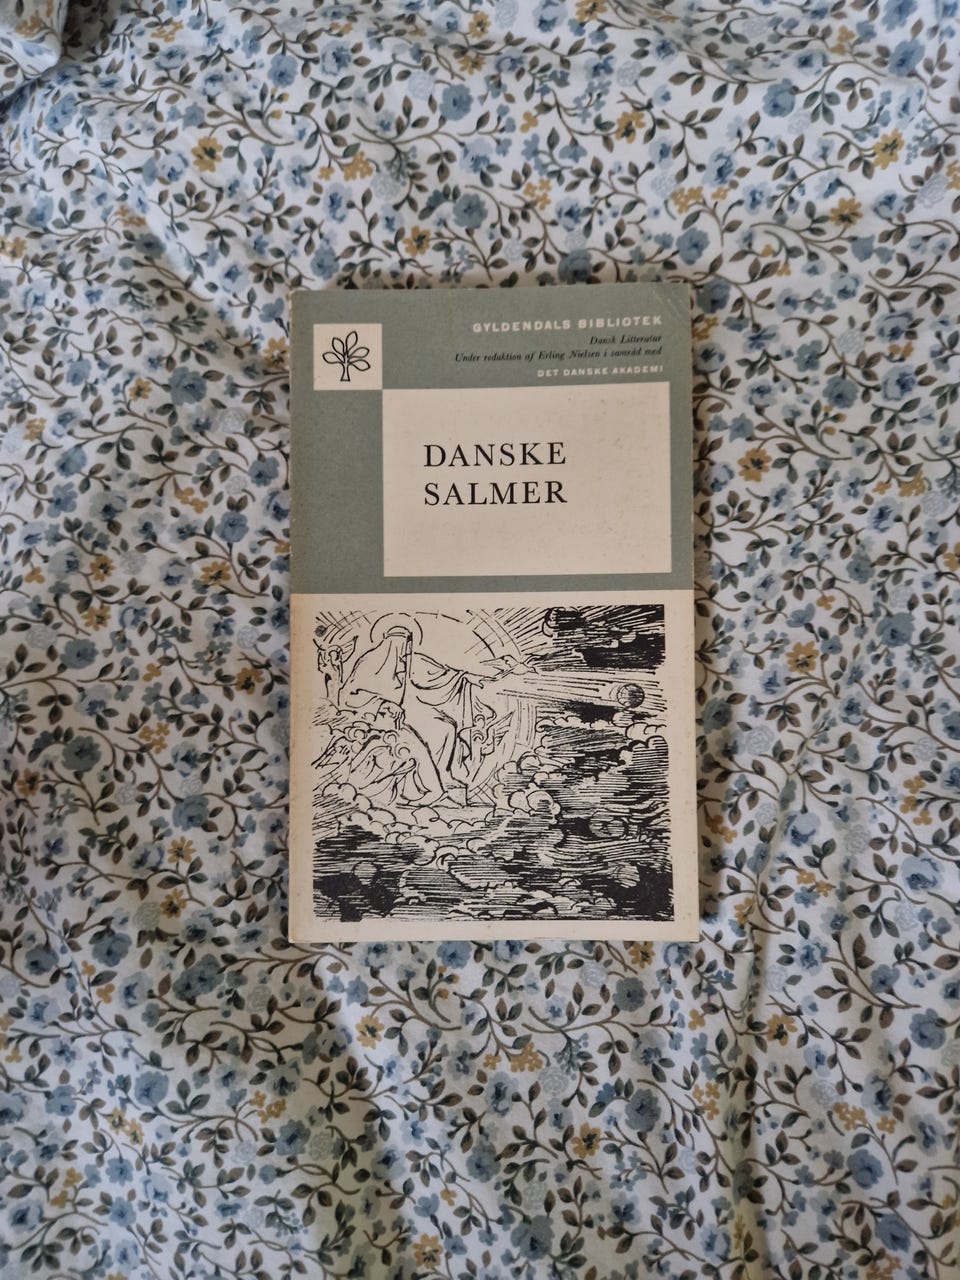 GYLDENDALS BIBLIOTEK
Dansk Litteratur
Under redaktion af Erling Nielsen i samråd med
DET DANSKE AKADEMI
DANSKE
SALMER